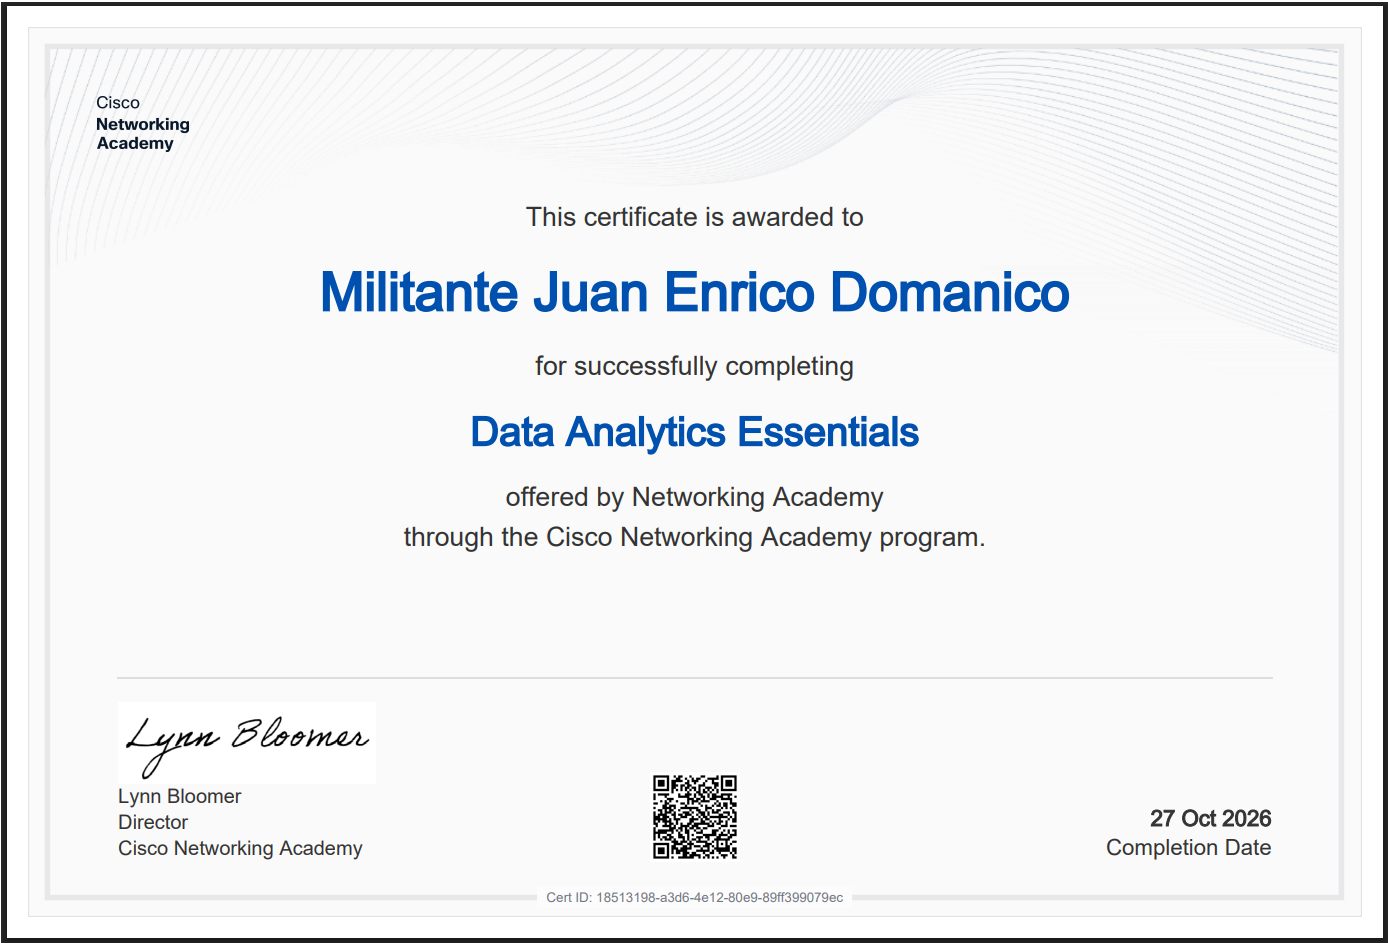 Cisco
Networking
Academy
This certificate is awarded to
Militante Juan Enrico Domanico
for successfully completing
Data Analytics Essentials
offered by Networking Academy
through the Cisco Networking Academy program.
Lynn Bloomer
Lynn Bloomer
Director
Cisco Networking Academy
27 Oct 2026
Completion Date
Cert ID: 18513198-a3d6-4e12-80e9-89ff399079ec